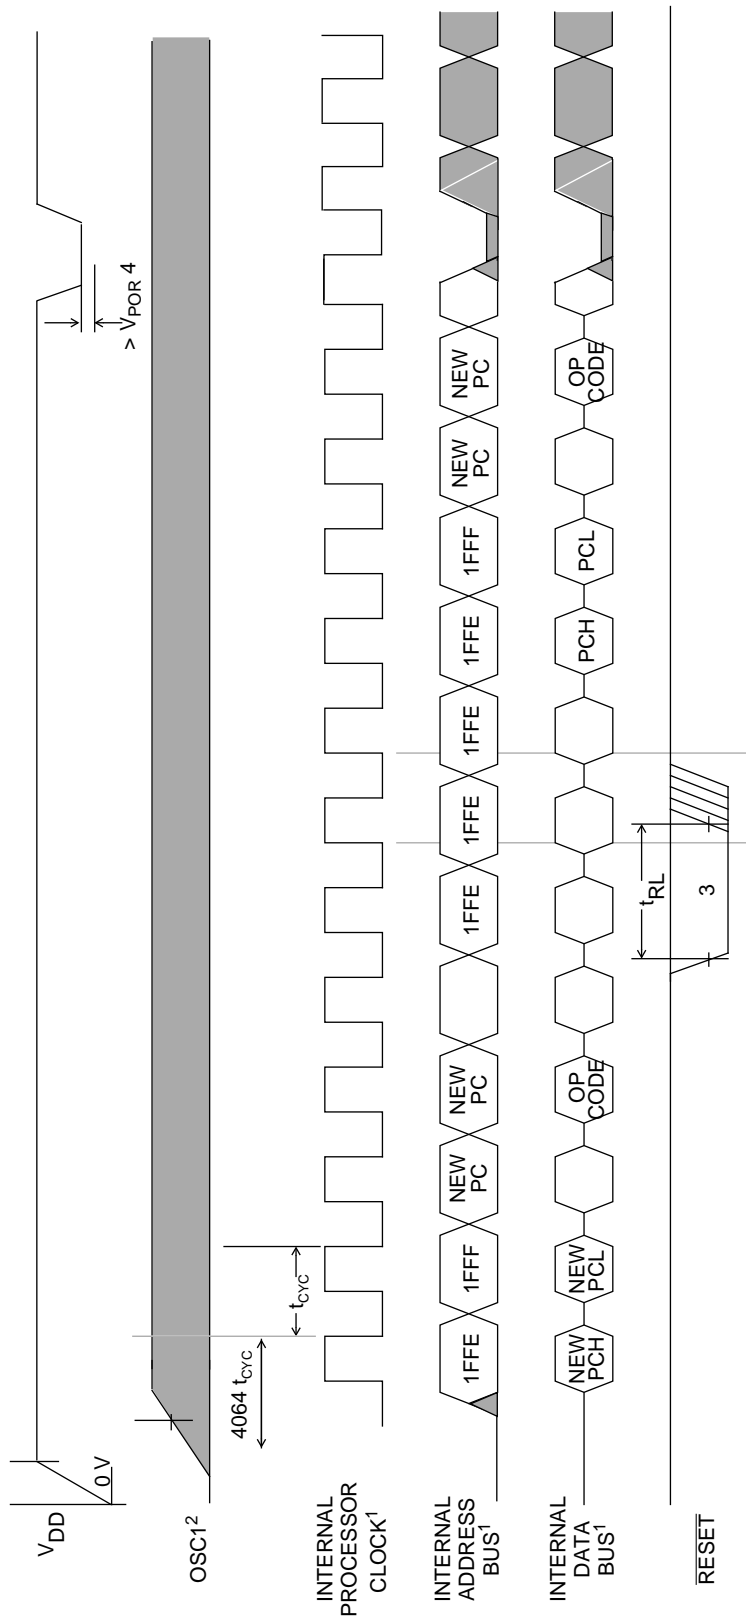 V_DD
0 V
> V_POR 4
OSC1²
4064 t_CYC
t_CYC
INTERNAL
PROCESSOR
CLOCK¹
INTERNAL
ADDRESS
BUS¹
1FFE
1FFF
NEW
PC
NEW
PC
1FFE
1FFE
1FFE
1FFE
1FFF
NEW
PC
NEW
PC
INTERNAL
DATA
BUS¹
NEW
PCH
NEW
PCL
OP
CODE
PCH
PCL
OP
CODE
RESET
t_RL
3